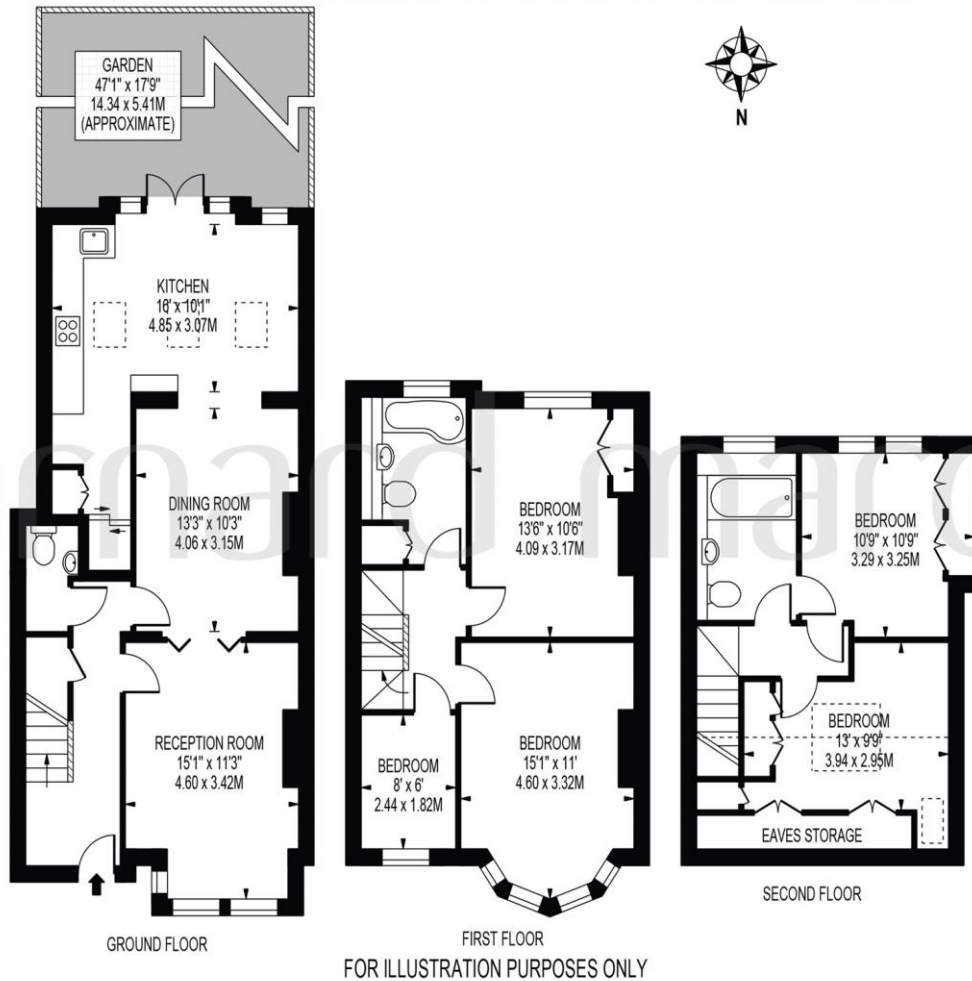 GARDEN
47'1" x 17'9"
14.34 x 5.41M
(APPROXIMATE)
N
KITCHEN
16' x 10'1"
4.85 x 3.07M
DINING ROOM
13'3" x 10'3"
4.06 x 3.15M
RECEPTION ROOM
15'1" x 11'3"
4.60 x 3.42M
GROUND FLOOR
BEDROOM
13'6" x 10'6"
4.09 x 3.17M
BEDROOM
8' x 6'
2.44 x 1.82M
BEDROOM
15'1" x 11'
4.60 x 3.32M
FIRST FLOOR
BEDROOM
10'9" x 10'9"
3.29 x 3.25M
BEDROOM
13' x 9'9"
3.94 x 2.95M
EAVES STORAGE
SECOND FLOOR
FOR ILLUSTRATION PURPOSES ONLY